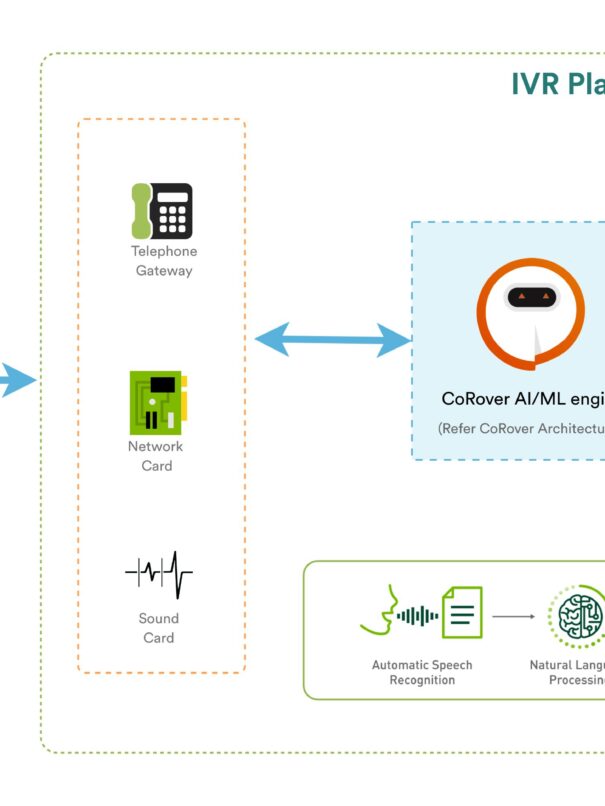 IVR Pla
Telephone
Gateway
CoRover AI/ML engi
(Refer CoRover Architectu
Network
Card
Sound
Card
Automatic Speech
Recognition
Natural Langu
Processin